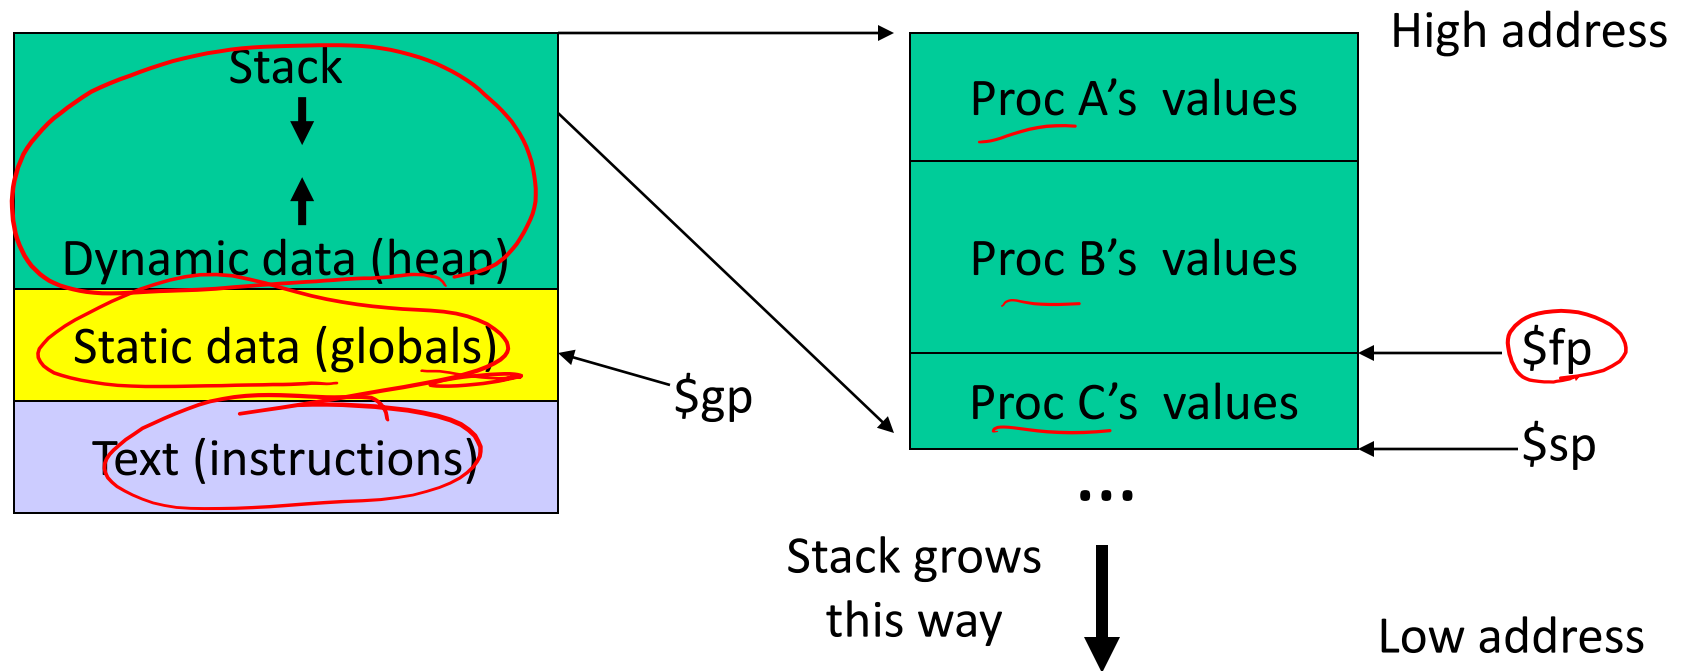 Stack
Dynamic data (heap)
Static data (globals)
Text (instructions)
$gp
High address
Proc A’s values
Proc B’s values
$fp
Proc C’s values
$sp
...
Stack grows
this way
Low address